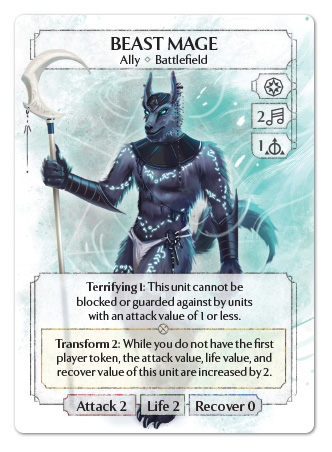 BEAST MAGE
Ally ⟡ Battlefield
2
1
Terrifying 1: This unit cannot be
blocked or guarded against by units
with an attack value of 1 or less.
Transform 2: While you do not have the first
player token, the attack value, life value, and
recover value of this unit are increased by 2.
Attack 2 Life 2 Recover 0